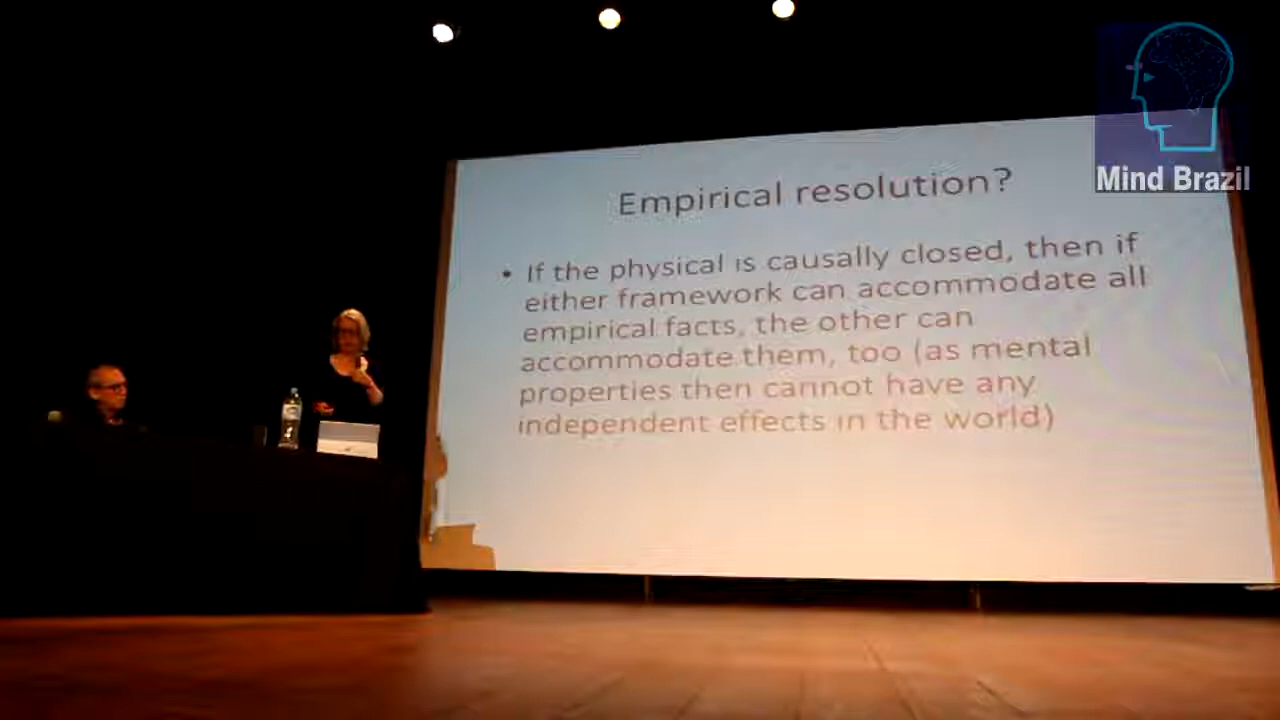 Mind Brazil
Empirical resolution?
• If the physical is causally closed, then if
either framework can accommodate all
empirical facts, the other can
accommodate them, too (as mental
properties then cannot have any
independent effects in the world)